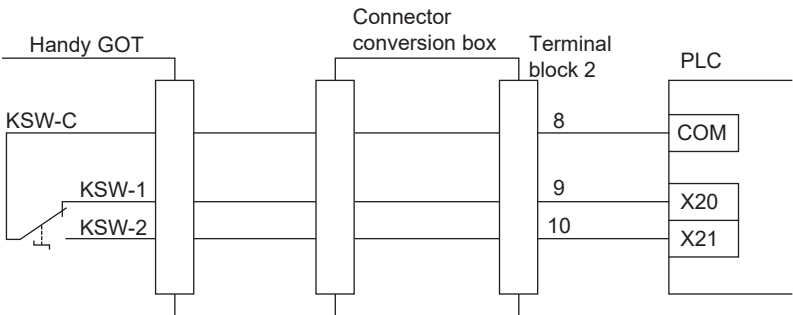 Connector
conversion box
Handy GOT
Terminal
block 2
PLC
KSW-C
8
COM
KSW-1
9
X20
KSW-2
10
X21